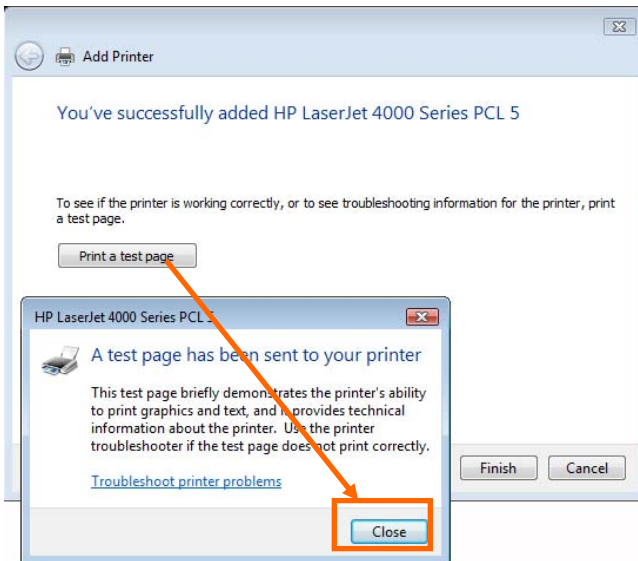 Add Printer
You've successfully added HP LaserJet 4000 Series PCL 5
To see if the printer is working correctly, or to see troubleshooting information for the printer, print
a test page.
Print a test page
HP LaserJet 4000 Series PCL 5
A test page has been sent to your printer
This test page briefly demonstrates the printer's ability
to print graphics and text, and it provides technical
information about the printer. Use the printer
troubleshooter if the test page does not print correctly.
Troubleshoot printer problems
Close
Finish
Cancel